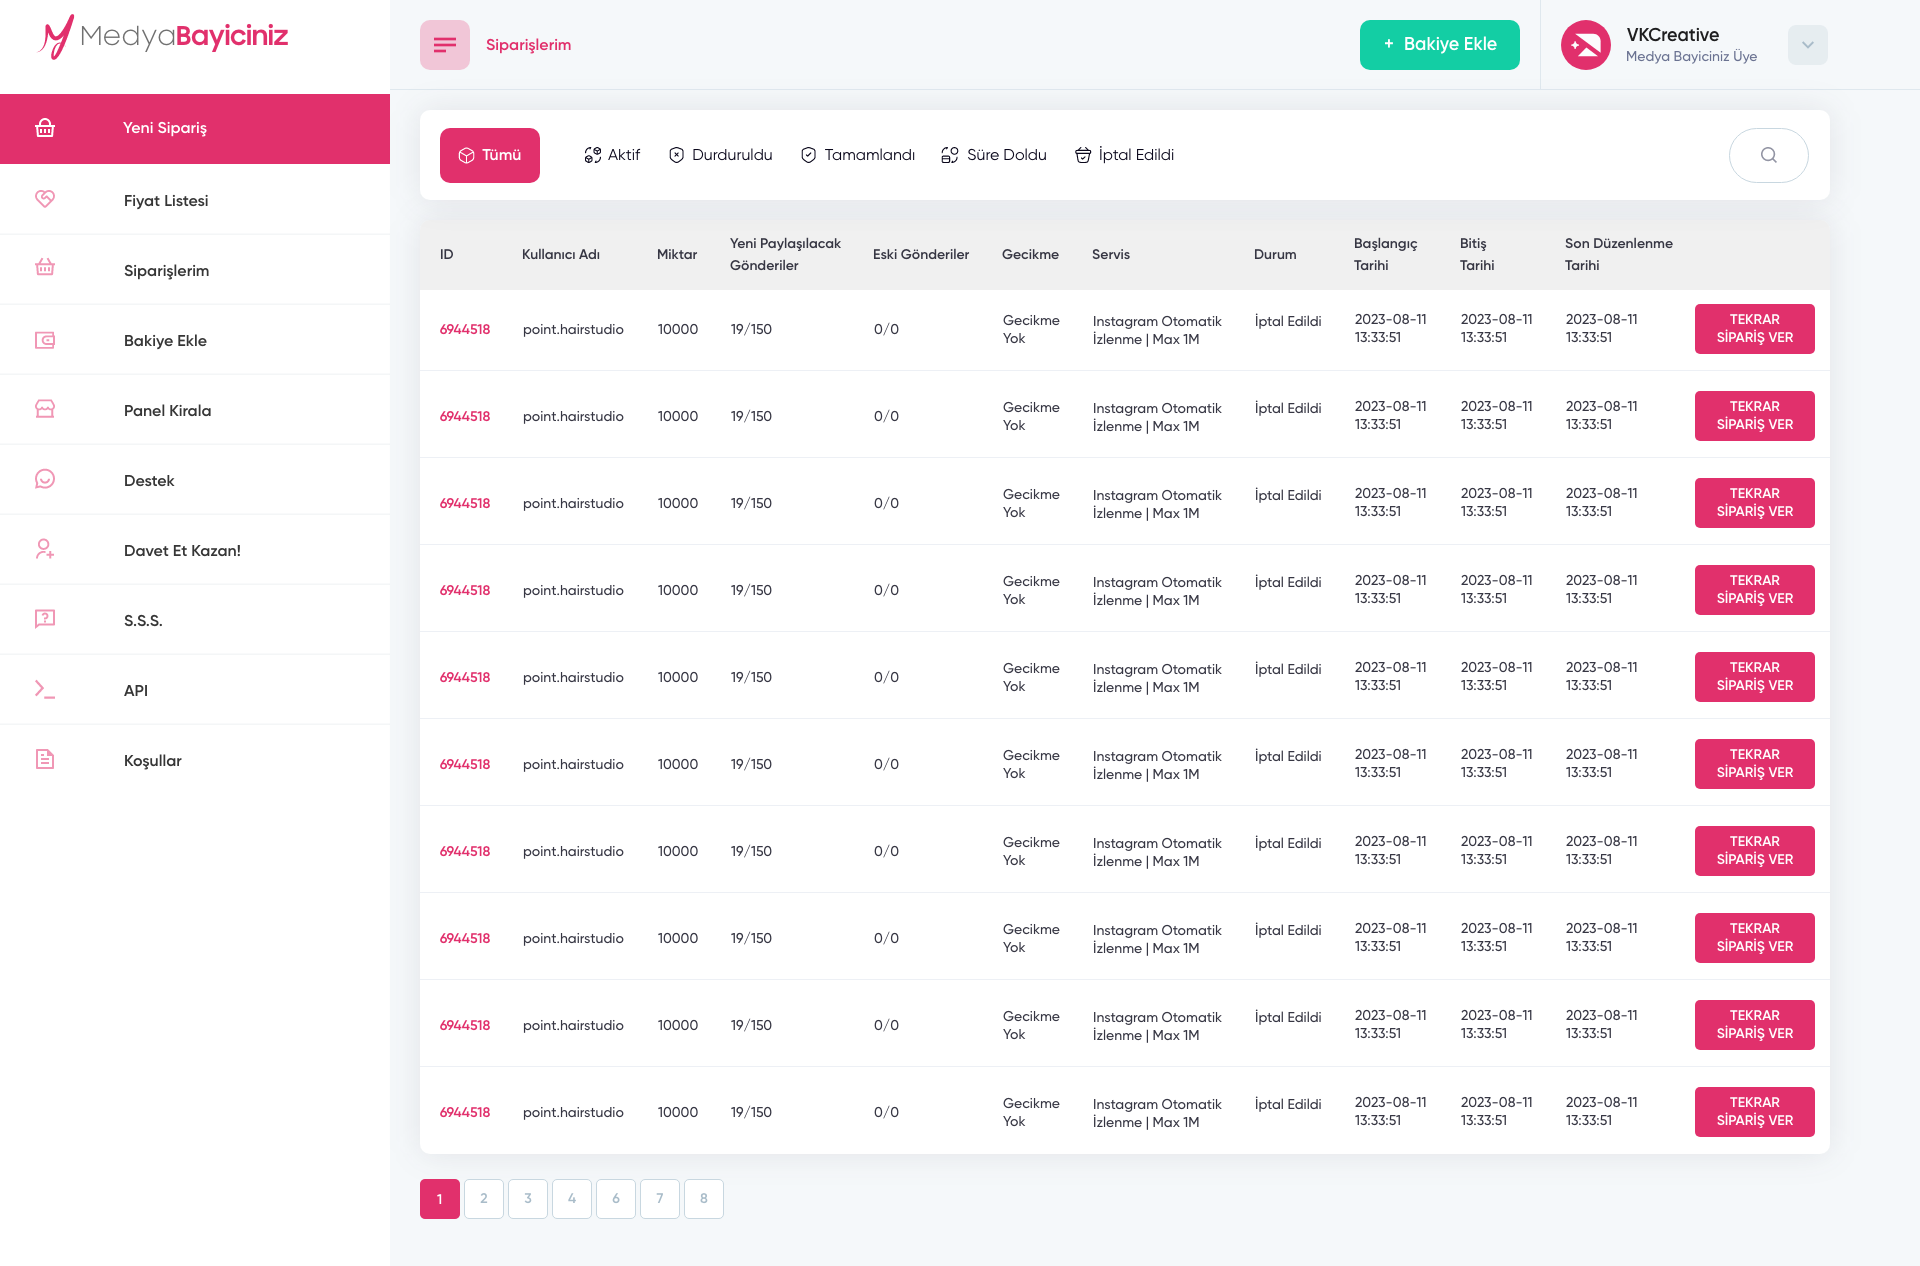 MedyaBayiciniz
Siparişlerim
+ Bakiye Ekle
VKCreative
Medya Bayiciniz Üye
Yeni Sipariş
Fiyat Listesi
Siparişlerim
Bakiye Ekle
Panel Kirala
Destek
Davet Et Kazan!
S.S.S.
API
Koşullar
Tümü Aktif Durduruldu Tamamlandı Süre Doldu İptal Edildi
ID Kullanıcı Adı Miktar Yeni Paylaşılacak Gönderiler Eski Gönderiler Gecikme Servis Durum Başlangıç Tarihi Bitiş Tarihi Son Düzenlenme Tarihi
6944518 point.hairstudio 10000 19/150 0/0 Gecikme Yok Instagram Otomatik İzlenme | Max 1M İptal Edildi 2023-08-11 13:33:51 2023-08-11 13:33:51 2023-08-11 13:33:51 TEKRAR SİPARİŞ VER
6944518 point.hairstudio 10000 19/150 0/0 Gecikme Yok Instagram Otomatik İzlenme | Max 1M İptal Edildi 2023-08-11 13:33:51 2023-08-11 13:33:51 2023-08-11 13:33:51 TEKRAR SİPARİŞ VER
6944518 point.hairstudio 10000 19/150 0/0 Gecikme Yok Instagram Otomatik İzlenme | Max 1M İptal Edildi 2023-08-11 13:33:51 2023-08-11 13:33:51 2023-08-11 13:33:51 TEKRAR SİPARİŞ VER
6944518 point.hairstudio 10000 19/150 0/0 Gecikme Yok Instagram Otomatik İzlenme | Max 1M İptal Edildi 2023-08-11 13:33:51 2023-08-11 13:33:51 2023-08-11 13:33:51 TEKRAR SİPARİŞ VER
6944518 point.hairstudio 10000 19/150 0/0 Gecikme Yok Instagram Otomatik İzlenme | Max 1M İptal Edildi 2023-08-11 13:33:51 2023-08-11 13:33:51 2023-08-11 13:33:51 TEKRAR SİPARİŞ VER
6944518 point.hairstudio 10000 19/150 0/0 Gecikme Yok Instagram Otomatik İzlenme | Max 1M İptal Edildi 2023-08-11 13:33:51 2023-08-11 13:33:51 2023-08-11 13:33:51 TEKRAR SİPARİŞ VER
6944518 point.hairstudio 10000 19/150 0/0 Gecikme Yok Instagram Otomatik İzlenme | Max 1M İptal Edildi 2023-08-11 13:33:51 2023-08-11 13:33:51 2023-08-11 13:33:51 TEKRAR SİPARİŞ VER
6944518 point.hairstudio 10000 19/150 0/0 Gecikme Yok Instagram Otomatik İzlenme | Max 1M İptal Edildi 2023-08-11 13:33:51 2023-08-11 13:33:51 2023-08-11 13:33:51 TEKRAR SİPARİŞ VER
6944518 point.hairstudio 10000 19/150 0/0 Gecikme Yok Instagram Otomatik İzlenme | Max 1M İptal Edildi 2023-08-11 13:33:51 2023-08-11 13:33:51 2023-08-11 13:33:51 TEKRAR SİPARİŞ VER
6944518 point.hairstudio 10000 19/150 0/0 Gecikme Yok Instagram Otomatik İzlenme | Max 1M İptal Edildi 2023-08-11 13:33:51 2023-08-11 13:33:51 2023-08-11 13:33:51 TEKRAR SİPARİŞ VER
1 2 3 4 6 7 8